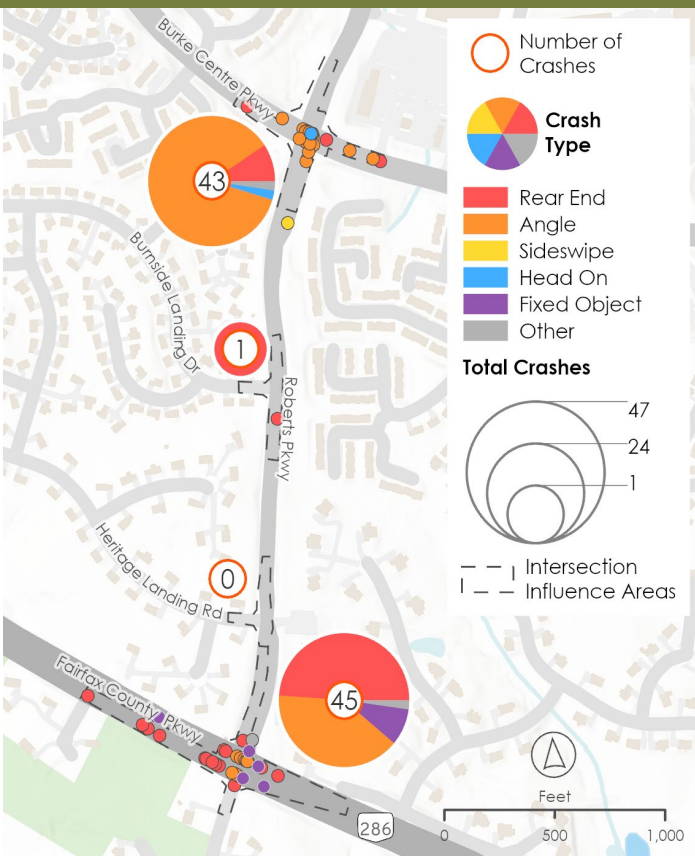 Number of
Crashes
Crash
Type
Rear End
Angle
Sideswipe
Head On
Fixed Object
Other
Total Crashes
47
24
1
Intersection
Influence Areas
Burke Centre Pkwy
43
Burnside Landing Dr
1
Roberts Pkwy
0
Heritage Landing Rd
Fairfax County Pkwy
45
286
Feet
0 500 1,000